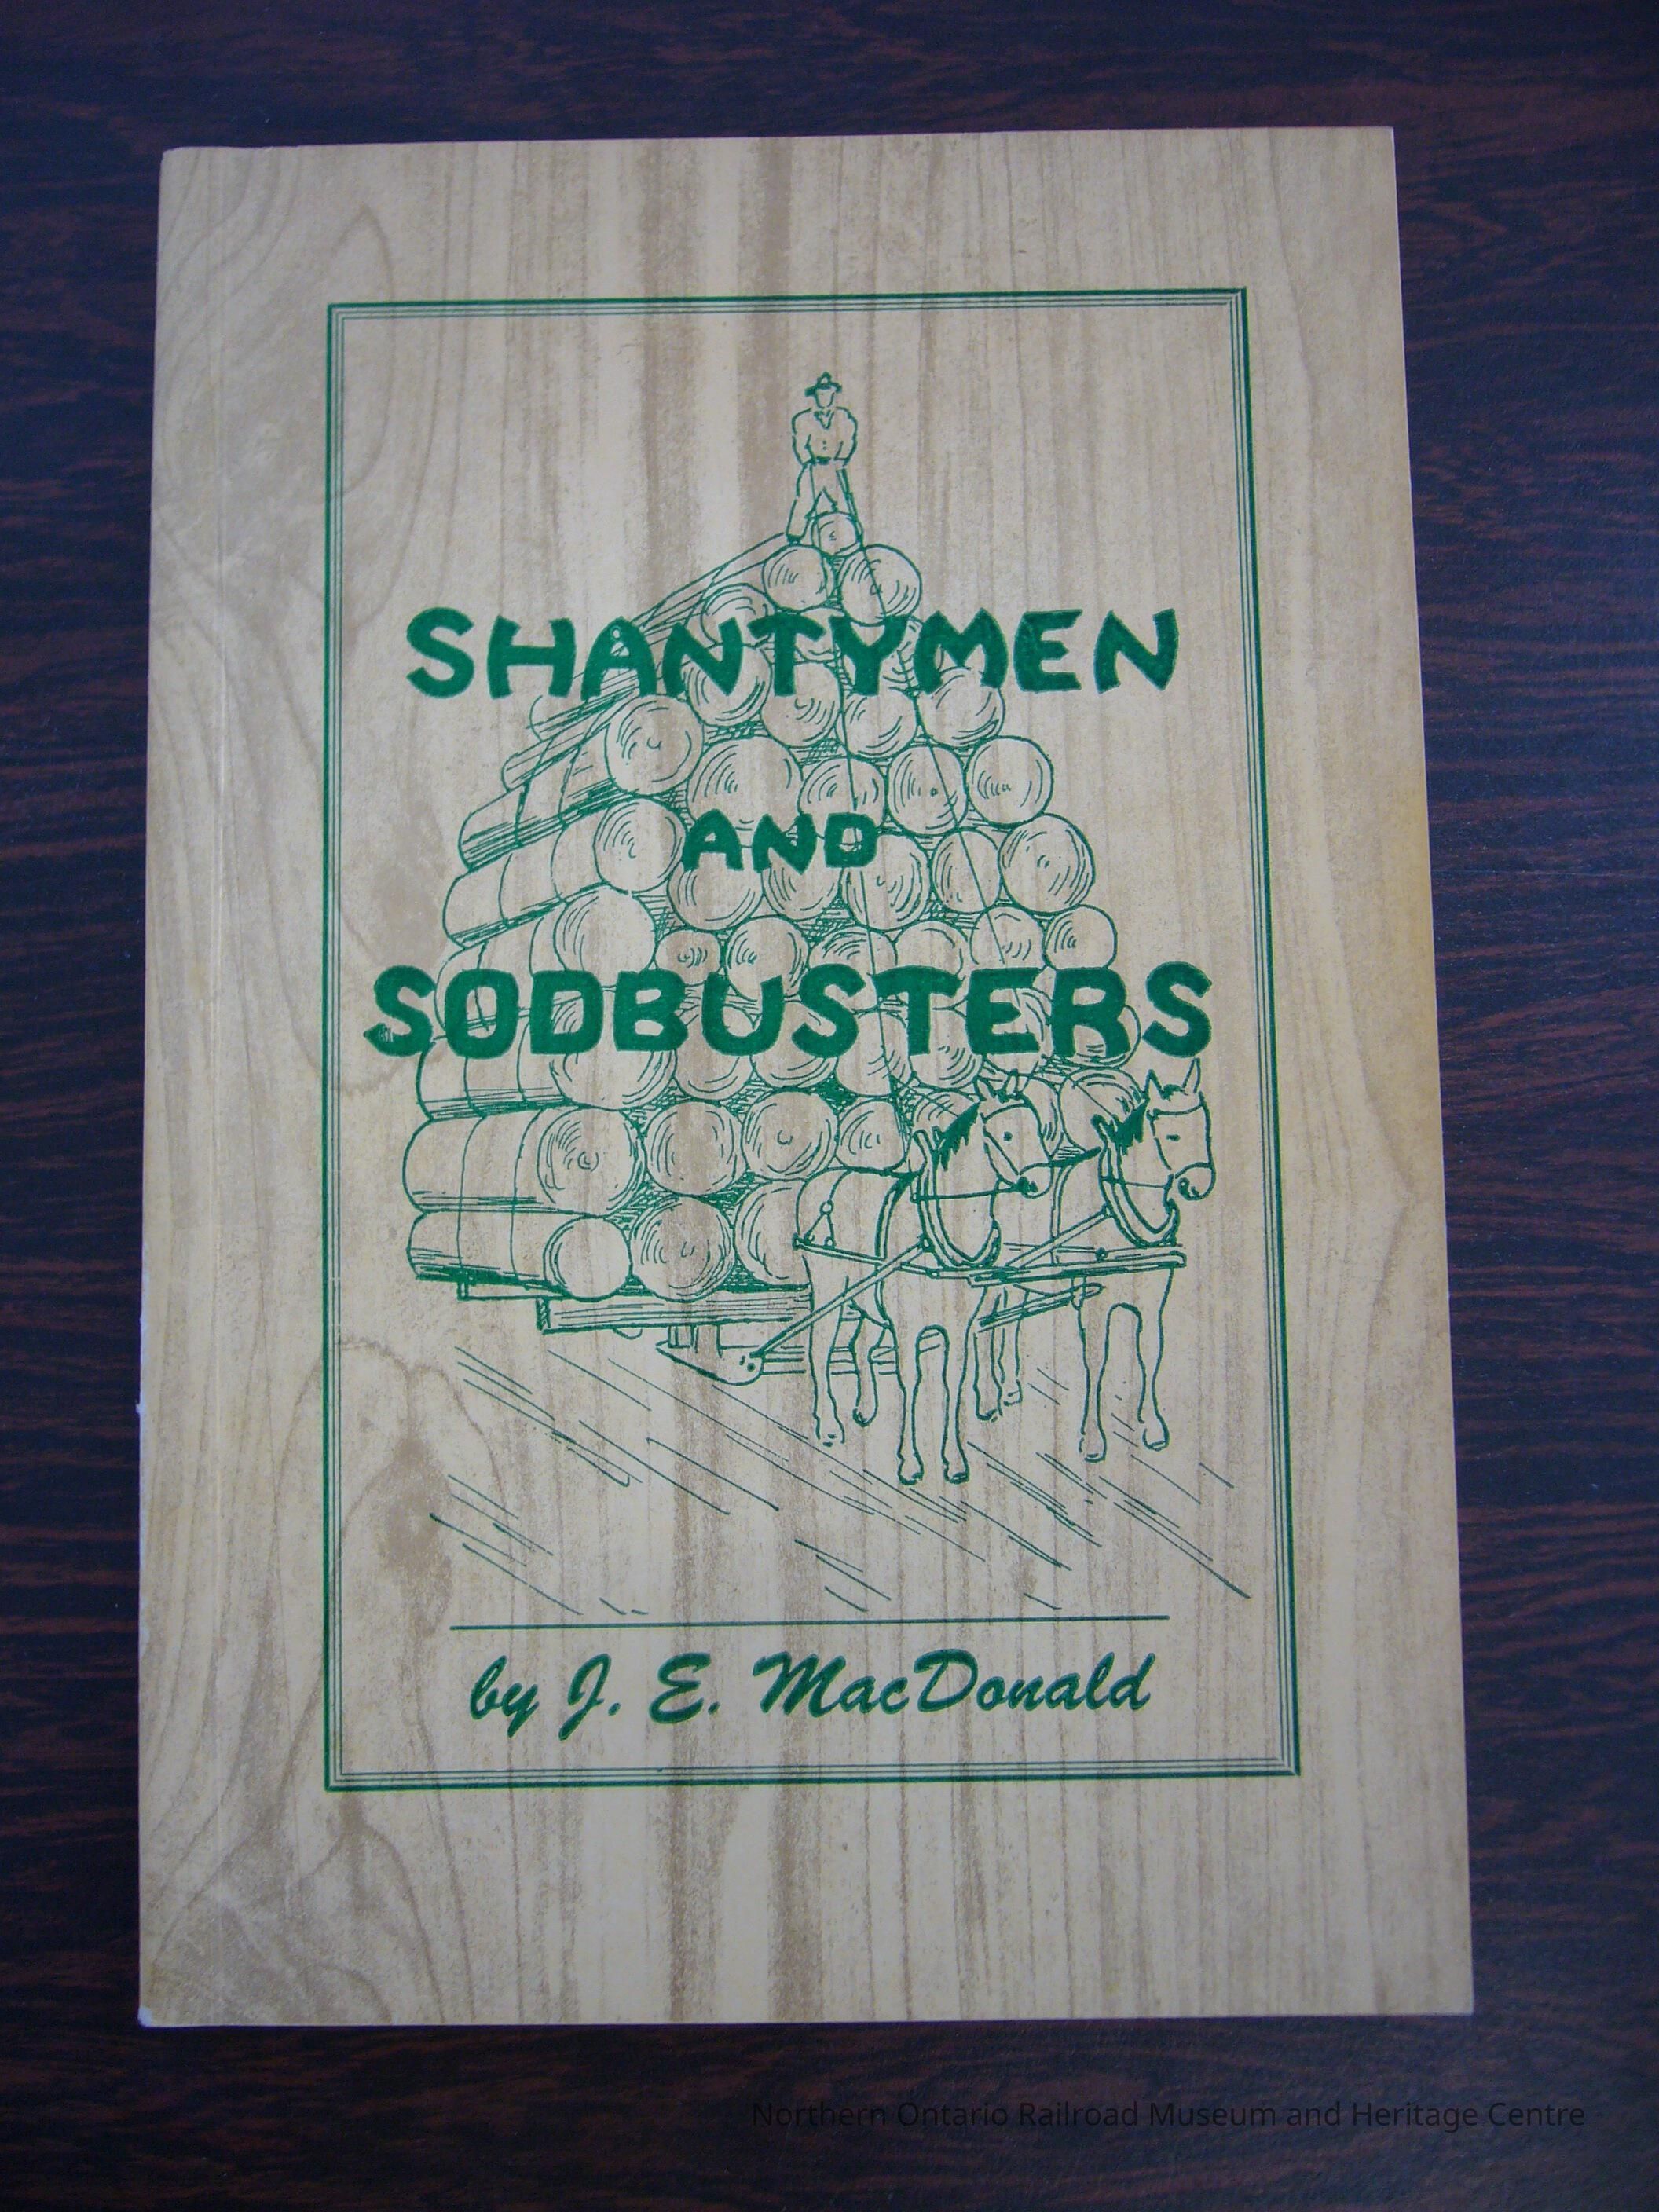 SHANTYMEN
AND
SODBUSTERS
by J. E. MacDonald
Northern Ontario Railroad Museum and Heritage Centre